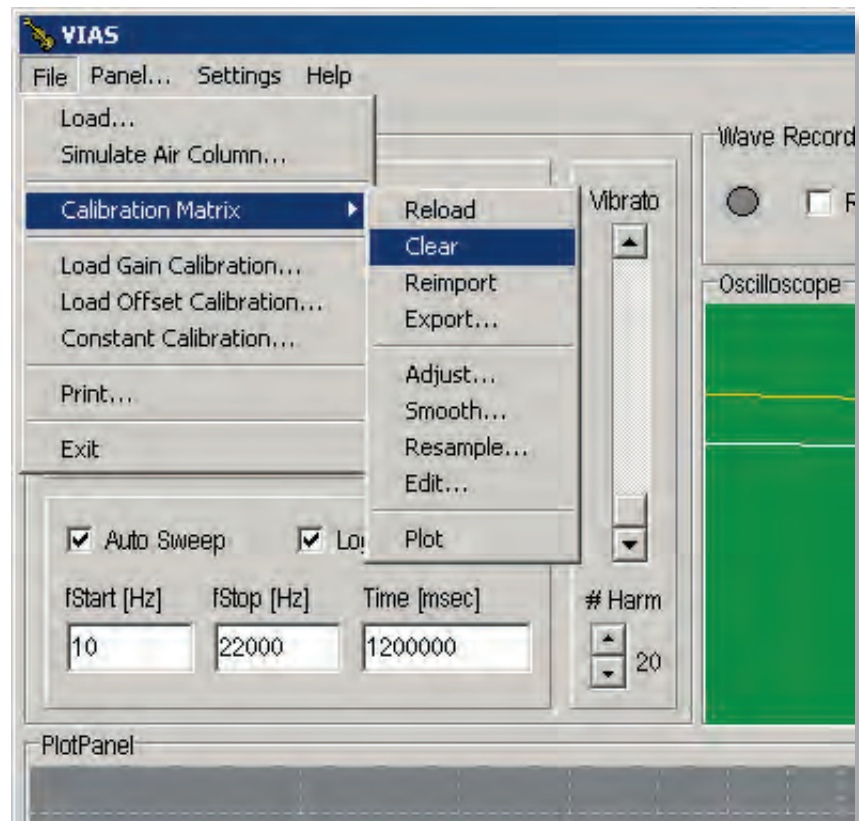 VIAS
File Panel... Settings Help
Load...
Simulate Air Column...
Calibration Matrix
Load Gain Calibration...
Load Offset Calibration...
Constant Calibration...
Print...
Exit
Reload
Clear
Reimport
Export...
Adjust...
Smooth...
Resample...
Edit...
Plot
Vibrato
Wave Record
Oscilloscope
Auto Sweep
fStart [Hz] fStop [Hz] Time [msec]
10 22000 1200000
# Harm
20
PlotPanel